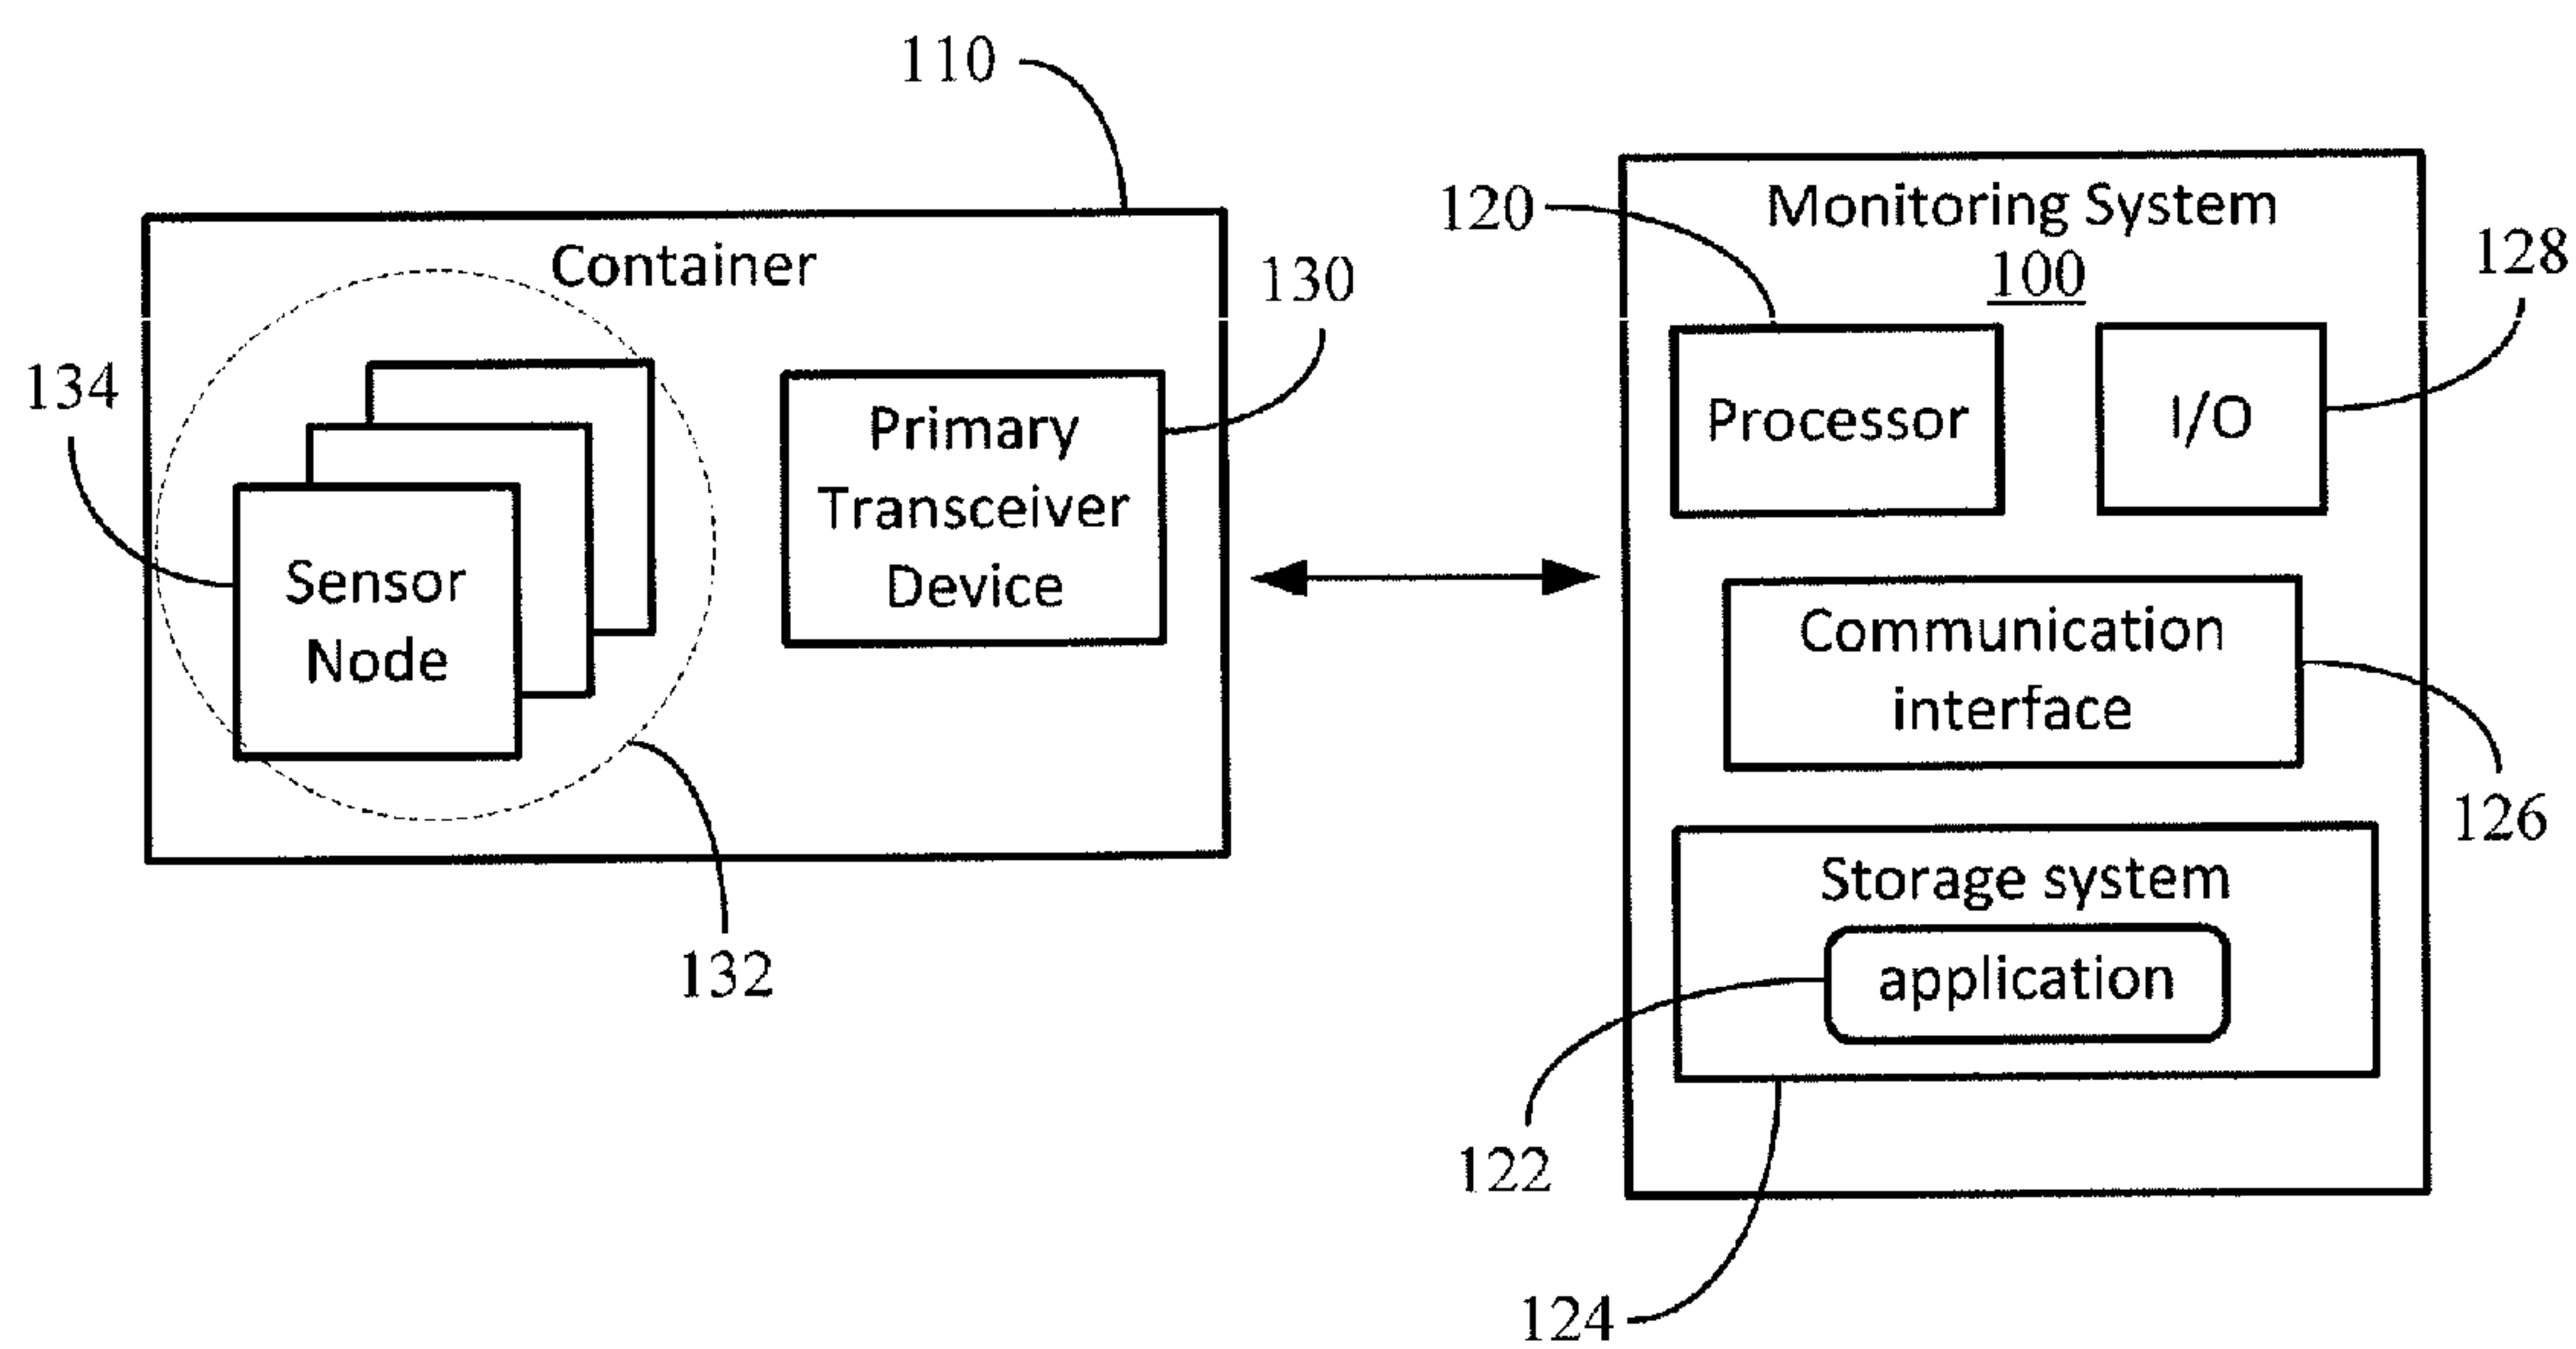 110
Container
130
134
Primary
Transceiver
Device
Sensor
Node
132
Monitoring System
100
120
128
Processor
I/O
Communication
interface
126
Storage system
application
122
124